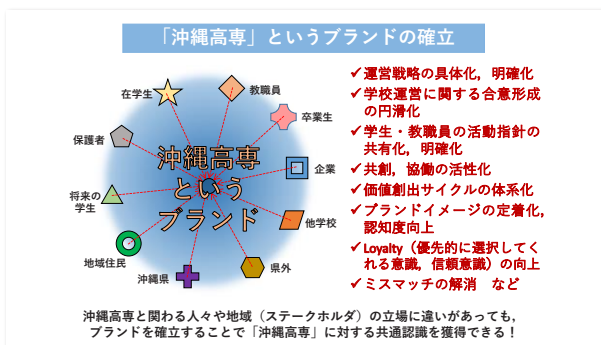 「沖縄高専」というブランドの確立
在学生
教職員
卒業生
保護者
企業
将来の
学生
他学校
地域住民
沖縄県
県外
沖縄高専
という
ブランド
✓運営戦略の具体化，明確化
✓学校運営に関する合意形成
の円滑化
✓学生・教職員の活動指針の
共有化，明確化
✓共創，協働の活性化
✓価値創出サイクルの体系化
✓ブランドイメージの定着化，
認知度向上
✓Loyalty（優先的に選択してく
れる意識，信頼意識）の向上
✓ミスマッチの解消　など
沖縄高専と関わる人々や地域（ステークホルダ）の立場に違いがあっても，
ブランドを確立することで「沖縄高専」に対する共通認識を獲得できる！